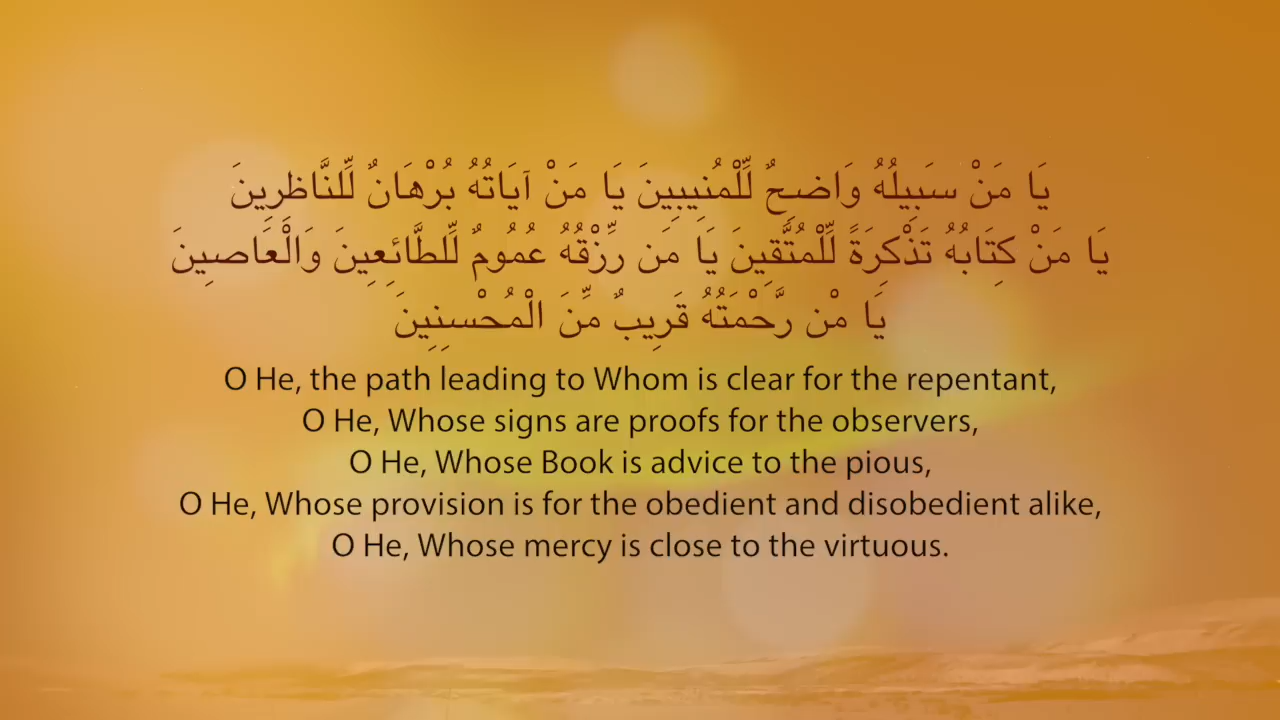 يَا مَنْ سَبِيلُهُ وَاضِحٌ لِّلْمُنِيبِينَ يَا مَنْ آيَاتُهُ بُرْهَانٌ لِّلنَّاظِرِينَ
يَا مَنْ كِتَابُهُ تَذْكِرَةً لِّلْمُتَّقِينَ يَا مَن رِّزْقُهُ عُمُومٌ لِّلطَّائِعِينَ وَالْعَاصِينَ
يَا مْن رَّحْمَتُهُ قَرِيبٌ مِّنَ الْمُحْسِنِينَ
O He, the path leading to Whom is clear for the repentant,
O He, Whose signs are proofs for the observers,
O He, Whose Book is advice to the pious,
O He, Whose provision is for the obedient and disobedient alike,
O He, Whose mercy is close to the virtuous.